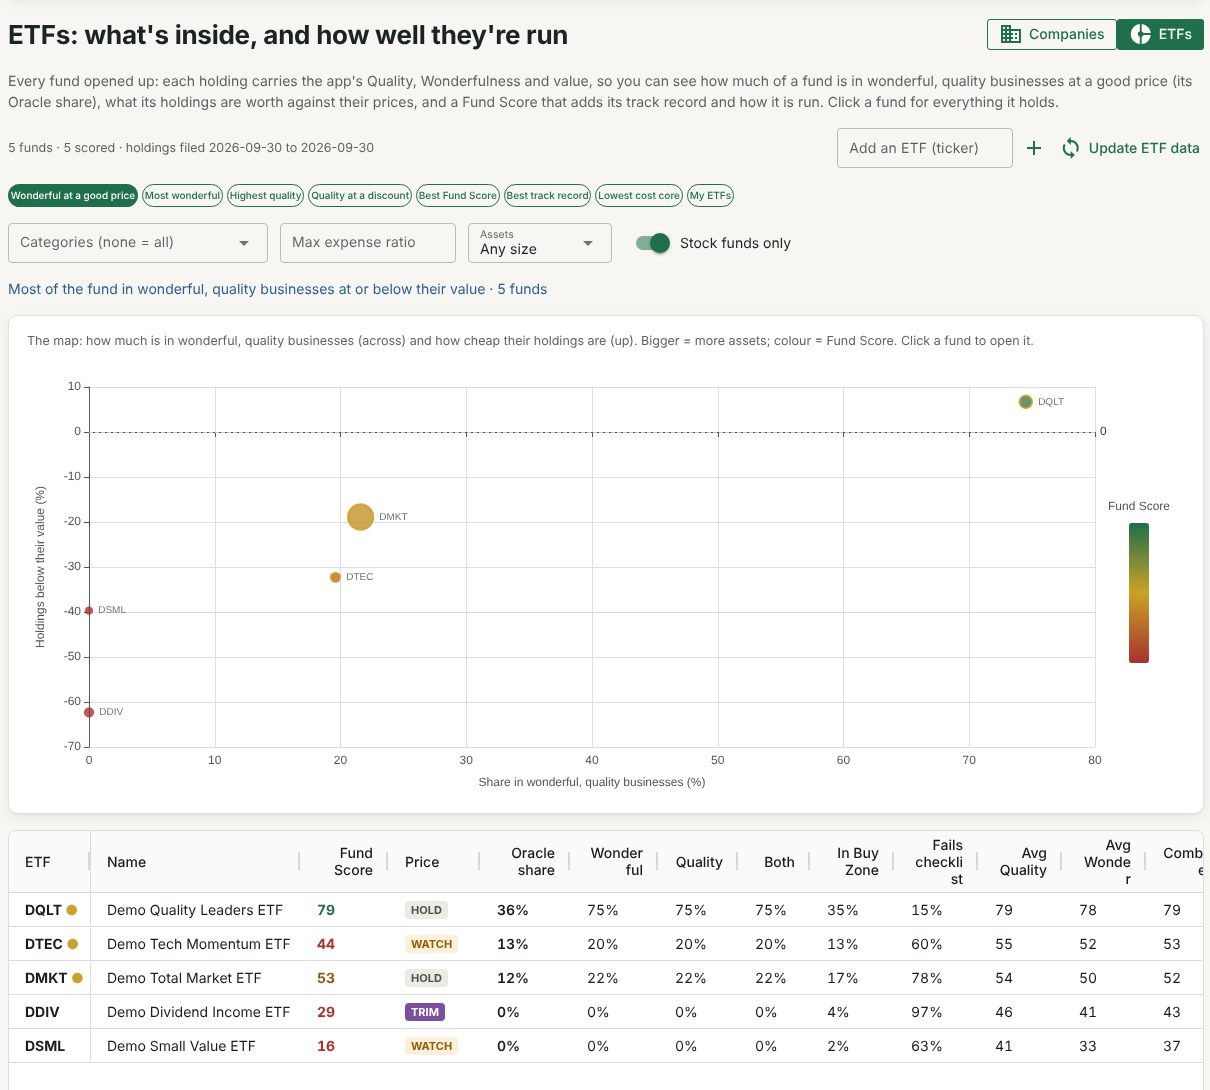 ETFs: what's inside, and how well they're run
Companies
ETFs
Every fund opened up: each holding carries the app's Quality, Wonderfulness and value, so you can see how much of a fund is in wonderful, quality businesses at a good price (its
Oracle share), what its holdings are worth against their prices, and a Fund Score that adds its track record and how it is run. Click a fund for everything it holds.
5 funds · 5 scored · holdings filed 2026-09-30 to 2026-09-30
Add an ETF (ticker)
Update ETF data
Wonderful at a good price
Most wonderful
Highest quality
Quality at a discount
Best Fund Score
Best track record
Lowest cost core
My ETFs
Categories (none = all)
Max expense ratio
Assets
Any size
Stock funds only
Most of the fund in wonderful, quality businesses at or below their value · 5 funds
The map: how much is in wonderful, quality businesses (across) and how cheap their holdings are (up). Bigger = more assets; colour = Fund Score. Click a fund to open it.
10
0
-10
-20
-30
-40
-50
-60
-70
Holdings below their value (%)
DQLT
0
DMKT
DTEC
DSML
DDIV
Fund Score
0 10 20 30 40 50 60 70 80
Share in wonderful, quality businesses (%)
ETF Name Fund Score Price Oracle share Wonder ful Quality Both In Buy Zone Fails checkli st Avg Quality Avg Wonde r Comb e
DQLT Demo Quality Leaders ETF 79 HOLD 36% 75% 75% 75% 35% 15% 79 78 79
DTEC Demo Tech Momentum ETF 44 WATCH 13% 20% 20% 20% 13% 60% 55 52 53
DMKT Demo Total Market ETF 53 HOLD 12% 22% 22% 22% 17% 78% 54 50 52
DDIV Demo Dividend Income ETF 29 TRIM 0% 0% 0% 0% 4% 97% 46 41 43
DSML Demo Small Value ETF 16 WATCH 0% 0% 0% 0% 2% 63% 41 33 37